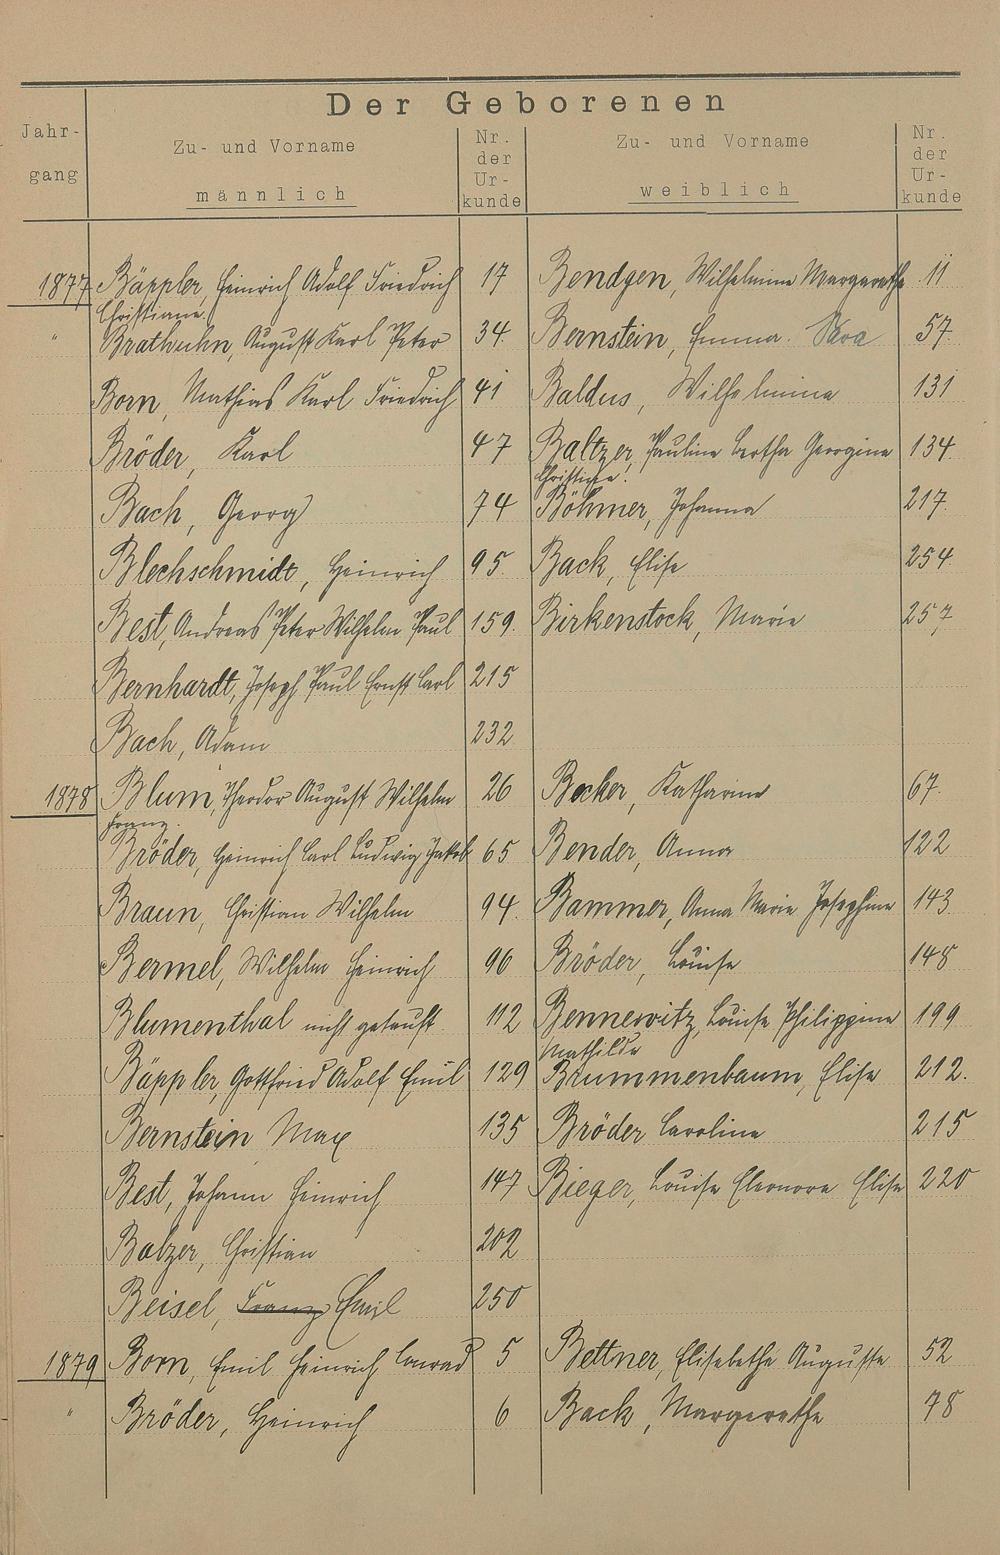 Der Geborenen
Jahr-
gang
Zu- und Vorname
männlich
Nr.
der
Ur-
kunde
Zu- und Vorname
weiblich
Nr.
der
Ur-
kunde
1877 Bäppler, Heinrich Adolf Friedrich 17 Bendgen, Wilhelmine Margarethe 11
Christiane.
" Brathuhn, August Karl Peter 34. Bernstein, Emma. Sara 57.
Born, Mathias Karl Friedrich 41 Baldus, Wilhelmine 131
Bröder, Karl 47 Baltzer, Pauline Bertha Georgine 134
Christine.
Bach, Georg 74 Böhmer, Johanna 217
Blechschmidt, Heinrich 95 Back, Elise 254.
Best, Andreas Peter Wilhelm Paul 159. Birkenstock, Marie 257
Bernhardt, Joseph Paul Ernst Carl 215
Bach, Adam 232
1878 Blum, Theodor August Wilhelm 26 Becker, Katharine 67.
Franz.
Bröder, Heinrich Carl Ludwig Jakob 65 Bender, Anna 122
Braun, Christian Wilhelm 94. Bammer, Anna Marie Josephine 143
Bermel, Wilhelm Heinrich 96 Bröder, Louise 148
Blumenthal nicht getauft 112 Bennewitz, Louise Philippine 199
Mathilde
Bäppler, Gottfried Adolf Emil 129 Brummenbaum, Elise 212.
Bernstein Max 135 Bröder Caroline 215
Best, Johann Heinrich 147 Bieger, Louise Eleonore Elise 220
Balzer, Christian 202
Beisel, Franz Emil 250
1879 Born, Emil Heinrich Conrad 5 Bettner, Elisabethe Auguste 52
" Bröder, Heinrich 6 Back, Margarethe 78